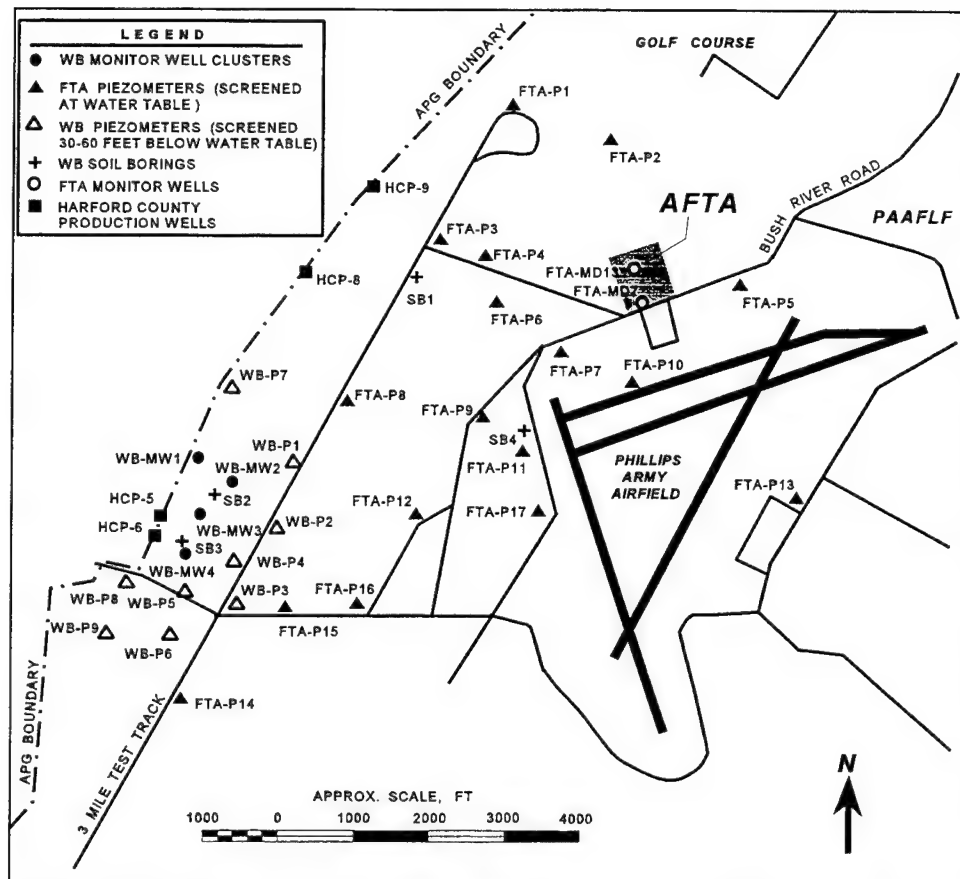 LEGEND
WB MONITOR WELL CLUSTERS
FTA PIEZOMETERS (SCREENED
AT WATER TABLE)
WB PIEZOMETERS (SCREENED
30-60 FEET BELOW WATER TABLE)
WB SOIL BORINGS
FTA MONITOR WELLS
HARFORD COUNTY
PRODUCTION WELLS
APG BOUNDARY
GOLF COURSE
FTA-P1
FTA-P2
HCP-9
AFTA
BUSH RIVER ROAD
PAAFLF
FTA-P3
FTA-P4
HCP-8
SB1
FTA-MD13
FTA-MD7
FTA-P5
FTA-P6
FTA-P7
FTA-P10
WB-P7
FTA-P8
FTA-P9
SB4
FTA-P11
WB-P1
WB-MW1
WB-MW2
SB2
PHILLIPS
ARMY
AIRFIELD
FTA-P13
HCP-5
HCP-6
WB-MW3
WB-P2
FTA-P12
FTA-P17
SB3
WB-MW4
WB-P4
WB-P8
WB-P5
WB-P3
FTA-P16
FTA-P15
WB-P9
WB-P6
FTA-P14
APG BOUNDARY
3 MILE TEST TRACK
N
APPROX. SCALE, FT
1000 0 1000 2000 3000 4000